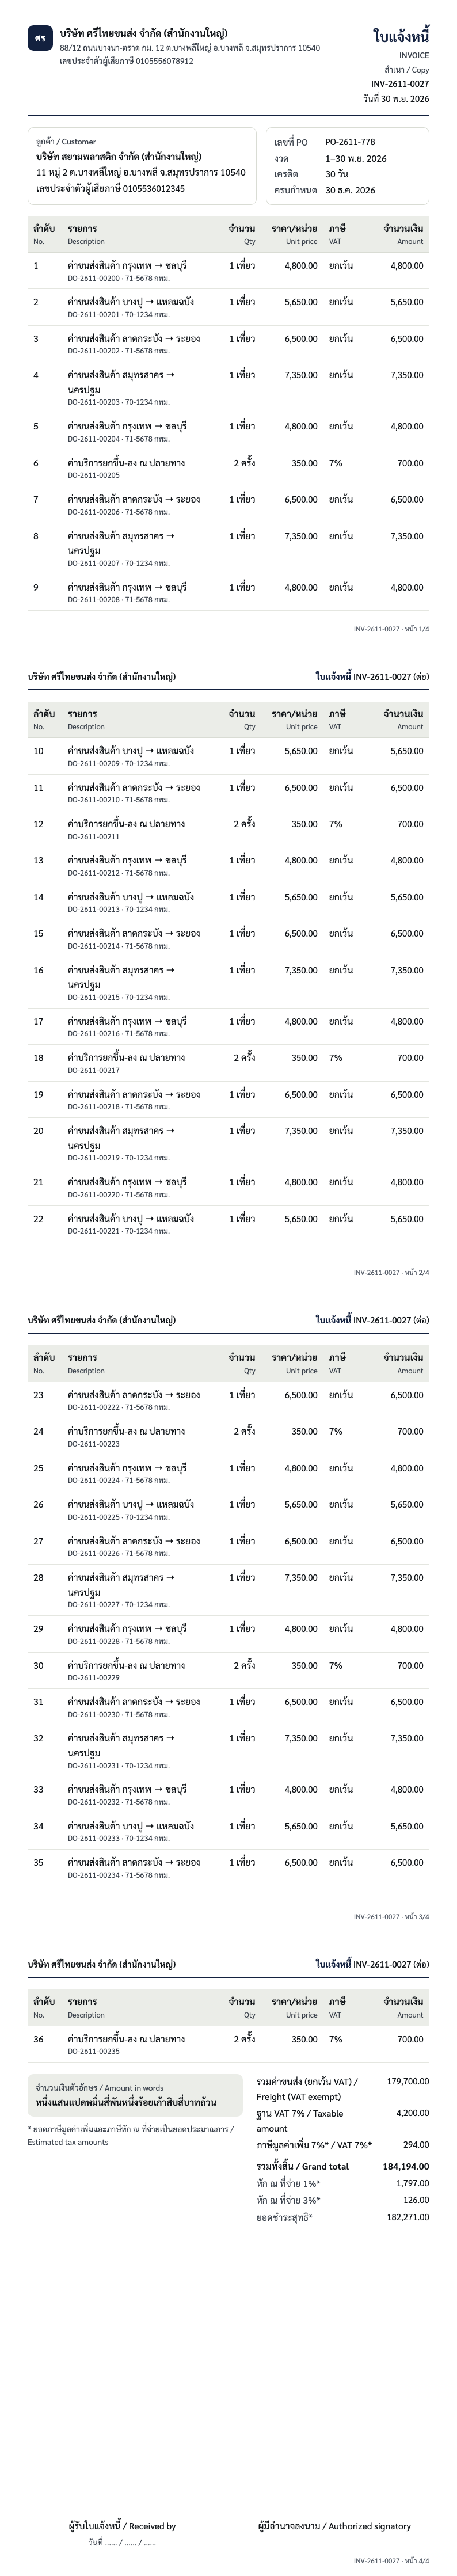 ศร
บริษัท ศรีไทยขนส่ง จำกัด (สำนักงานใหญ่)
88/12 ถนนบางนา-ตราด กม. 12 ต.บางพลีใหญ่ อ.บางพลี จ.สมุทรปราการ 10540
เลขประจำตัวผู้เสียภาษี 0105556078912
ใบแจ้งหนี้
INVOICE
สำเนา / Copy
INV-2611-0027
วันที่ 30 พ.ย. 2026
ลูกค้า / Customer
บริษัท สยามพลาสติก จำกัด (สำนักงานใหญ่)
11 หมู่ 2 ต.บางพลีใหญ่ อ.บางพลี จ.สมุทรปราการ 10540
เลขประจำตัวผู้เสียภาษี 0105536012345
เลขที่ PO PO-2611-778
งวด 1–30 พ.ย. 2026
เครดิต 30 วัน
ครบกำหนด 30 ธ.ค. 2026
ลำดับ รายการ จำนวน ราคา/หน่วย ภาษี จำนวนเงิน
No. Description Qty Unit price VAT Amount
1 ค่าขนส่งสินค้า กรุงเทพ → ชลบุรี 1 เที่ยว 4,800.00 ยกเว้น 4,800.00
DO-2611-00200 · 71-5678 กทม.
2 ค่าขนส่งสินค้า บางปู → แหลมฉบัง 1 เที่ยว 5,650.00 ยกเว้น 5,650.00
DO-2611-00201 · 70-1234 กทม.
3 ค่าขนส่งสินค้า ลาดกระบัง → ระยอง 1 เที่ยว 6,500.00 ยกเว้น 6,500.00
DO-2611-00202 · 71-5678 กทม.
4 ค่าขนส่งสินค้า สมุทรสาคร → 1 เที่ยว 7,350.00 ยกเว้น 7,350.00
นครปฐม
DO-2611-00203 · 70-1234 กทม.
5 ค่าขนส่งสินค้า กรุงเทพ → ชลบุรี 1 เที่ยว 4,800.00 ยกเว้น 4,800.00
DO-2611-00204 · 71-5678 กทม.
6 ค่าบริการยกขึ้น-ลง ณ ปลายทาง 2 ครั้ง 350.00 7% 700.00
DO-2611-00205
7 ค่าขนส่งสินค้า ลาดกระบัง → ระยอง 1 เที่ยว 6,500.00 ยกเว้น 6,500.00
DO-2611-00206 · 71-5678 กทม.
8 ค่าขนส่งสินค้า สมุทรสาคร → 1 เที่ยว 7,350.00 ยกเว้น 7,350.00
นครปฐม
DO-2611-00207 · 70-1234 กทม.
9 ค่าขนส่งสินค้า กรุงเทพ → ชลบุรี 1 เที่ยว 4,800.00 ยกเว้น 4,800.00
DO-2611-00208 · 71-5678 กทม.
INV-2611-0027 · หน้า 1/4
บริษัท ศรีไทยขนส่ง จำกัด (สำนักงานใหญ่) ใบแจ้งหนี้ INV-2611-0027 (ต่อ)
ลำดับ รายการ จำนวน ราคา/หน่วย ภาษี จำนวนเงิน
No. Description Qty Unit price VAT Amount
10 ค่าขนส่งสินค้า บางปู → แหลมฉบัง 1 เที่ยว 5,650.00 ยกเว้น 5,650.00
DO-2611-00209 · 70-1234 กทม.
11 ค่าขนส่งสินค้า ลาดกระบัง → ระยอง 1 เที่ยว 6,500.00 ยกเว้น 6,500.00
DO-2611-00210 · 71-5678 กทม.
12 ค่าบริการยกขึ้น-ลง ณ ปลายทาง 2 ครั้ง 350.00 7% 700.00
DO-2611-00211
13 ค่าขนส่งสินค้า กรุงเทพ → ชลบุรี 1 เที่ยว 4,800.00 ยกเว้น 4,800.00
DO-2611-00212 · 71-5678 กทม.
14 ค่าขนส่งสินค้า บางปู → แหลมฉบัง 1 เที่ยว 5,650.00 ยกเว้น 5,650.00
DO-2611-00213 · 70-1234 กทม.
15 ค่าขนส่งสินค้า ลาดกระบัง → ระยอง 1 เที่ยว 6,500.00 ยกเว้น 6,500.00
DO-2611-00214 · 71-5678 กทม.
16 ค่าขนส่งสินค้า สมุทรสาคร → 1 เที่ยว 7,350.00 ยกเว้น 7,350.00
นครปฐม
DO-2611-00215 · 70-1234 กทม.
17 ค่าขนส่งสินค้า กรุงเทพ → ชลบุรี 1 เที่ยว 4,800.00 ยกเว้น 4,800.00
DO-2611-00216 · 71-5678 กทม.
18 ค่าบริการยกขึ้น-ลง ณ ปลายทาง 2 ครั้ง 350.00 7% 700.00
DO-2611-00217
19 ค่าขนส่งสินค้า ลาดกระบัง → ระยอง 1 เที่ยว 6,500.00 ยกเว้น 6,500.00
DO-2611-00218 · 71-5678 กทม.
20 ค่าขนส่งสินค้า สมุทรสาคร → 1 เที่ยว 7,350.00 ยกเว้น 7,350.00
นครปฐม
DO-2611-00219 · 70-1234 กทม.
21 ค่าขนส่งสินค้า กรุงเทพ → ชลบุรี 1 เที่ยว 4,800.00 ยกเว้น 4,800.00
DO-2611-00220 · 71-5678 กทม.
22 ค่าขนส่งสินค้า บางปู → แหลมฉบัง 1 เที่ยว 5,650.00 ยกเว้น 5,650.00
DO-2611-00221 · 70-1234 กทม.
INV-2611-0027 · หน้า 2/4
บริษัท ศรีไทยขนส่ง จำกัด (สำนักงานใหญ่) ใบแจ้งหนี้ INV-2611-0027 (ต่อ)
ลำดับ รายการ จำนวน ราคา/หน่วย ภาษี จำนวนเงิน
No. Description Qty Unit price VAT Amount
23 ค่าขนส่งสินค้า ลาดกระบัง → ระยอง 1 เที่ยว 6,500.00 ยกเว้น 6,500.00
DO-2611-00222 · 71-5678 กทม.
24 ค่าบริการยกขึ้น-ลง ณ ปลายทาง 2 ครั้ง 350.00 7% 700.00
DO-2611-00223
25 ค่าขนส่งสินค้า กรุงเทพ → ชลบุรี 1 เที่ยว 4,800.00 ยกเว้น 4,800.00
DO-2611-00224 · 71-5678 กทม.
26 ค่าขนส่งสินค้า บางปู → แหลมฉบัง 1 เที่ยว 5,650.00 ยกเว้น 5,650.00
DO-2611-00225 · 70-1234 กทม.
27 ค่าขนส่งสินค้า ลาดกระบัง → ระยอง 1 เที่ยว 6,500.00 ยกเว้น 6,500.00
DO-2611-00226 · 71-5678 กทม.
28 ค่าขนส่งสินค้า สมุทรสาคร → 1 เที่ยว 7,350.00 ยกเว้น 7,350.00
นครปฐม
DO-2611-00227 · 70-1234 กทม.
29 ค่าขนส่งสินค้า กรุงเทพ → ชลบุรี 1 เที่ยว 4,800.00 ยกเว้น 4,800.00
DO-2611-00228 · 71-5678 กทม.
30 ค่าบริการยกขึ้น-ลง ณ ปลายทาง 2 ครั้ง 350.00 7% 700.00
DO-2611-00229
31 ค่าขนส่งสินค้า ลาดกระบัง → ระยอง 1 เที่ยว 6,500.00 ยกเว้น 6,500.00
DO-2611-00230 · 71-5678 กทม.
32 ค่าขนส่งสินค้า สมุทรสาคร → 1 เที่ยว 7,350.00 ยกเว้น 7,350.00
นครปฐม
DO-2611-00231 · 70-1234 กทม.
33 ค่าขนส่งสินค้า กรุงเทพ → ชลบุรี 1 เที่ยว 4,800.00 ยกเว้น 4,800.00
DO-2611-00232 · 71-5678 กทม.
34 ค่าขนส่งสินค้า บางปู → แหลมฉบัง 1 เที่ยว 5,650.00 ยกเว้น 5,650.00
DO-2611-00233 · 70-1234 กทม.
35 ค่าขนส่งสินค้า ลาดกระบัง → ระยอง 1 เที่ยว 6,500.00 ยกเว้น 6,500.00
DO-2611-00234 · 71-5678 กทม.
INV-2611-0027 · หน้า 3/4
บริษัท ศรีไทยขนส่ง จำกัด (สำนักงานใหญ่) ใบแจ้งหนี้ INV-2611-0027 (ต่อ)
ลำดับ รายการ จำนวน ราคา/หน่วย ภาษี จำนวนเงิน
No. Description Qty Unit price VAT Amount
36 ค่าบริการยกขึ้น-ลง ณ ปลายทาง 2 ครั้ง 350.00 7% 700.00
DO-2611-00235
จำนวนเงินตัวอักษร / Amount in words
หนึ่งแสนแปดหมื่นสี่พันหนึ่งร้อยเก้าสิบสี่บาทถ้วน
* ยอดภาษีมูลค่าเพิ่มและภาษีหัก ณ ที่จ่ายเป็นยอดประมาณการ /
Estimated tax amounts
รวมค่าขนส่ง (ยกเว้น VAT) / 179,700.00
Freight (VAT exempt)
ฐาน VAT 7% / Taxable 4,200.00
amount
ภาษีมูลค่าเพิ่ม 7%* / VAT 7%* 294.00
รวมทั้งสิ้น / Grand total 184,194.00
หัก ณ ที่จ่าย 1%* 1,797.00
หัก ณ ที่จ่าย 3%* 126.00
ยอดชำระสุทธิ* 182,271.00
ผู้รับใบแจ้งหนี้ / Received by
วันที่ ...... / ...... / ......
ผู้มีอำนาจลงนาม / Authorized signatory
INV-2611-0027 · หน้า 4/4